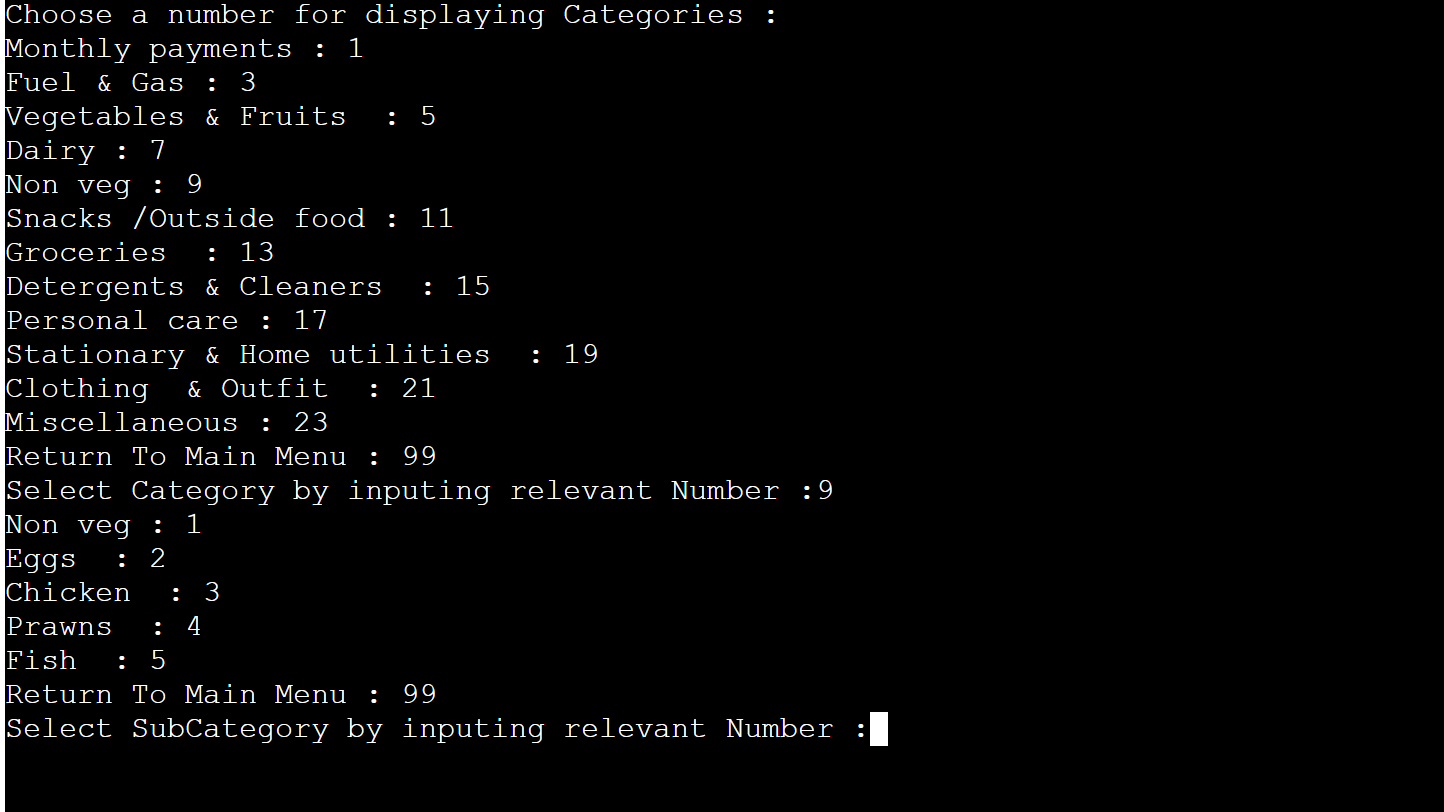 Choose a number for displaying Categories :
Monthly payments : 1
Fuel & Gas : 3
Vegetables & Fruits  : 5
Dairy : 7
Non veg : 9
Snacks /Outside food : 11
Groceries  : 13
Detergents & Cleaners  : 15
Personal care : 17
Stationary & Home utilities  : 19
Clothing  & Outfit  : 21
Miscellaneous : 23
Return To Main Menu : 99
Select Category by inputing relevant Number :9
Non veg : 1
Eggs  : 2
Chicken  : 3
Prawns  : 4
Fish  : 5
Return To Main Menu : 99
Select SubCategory by inputing relevant Number :